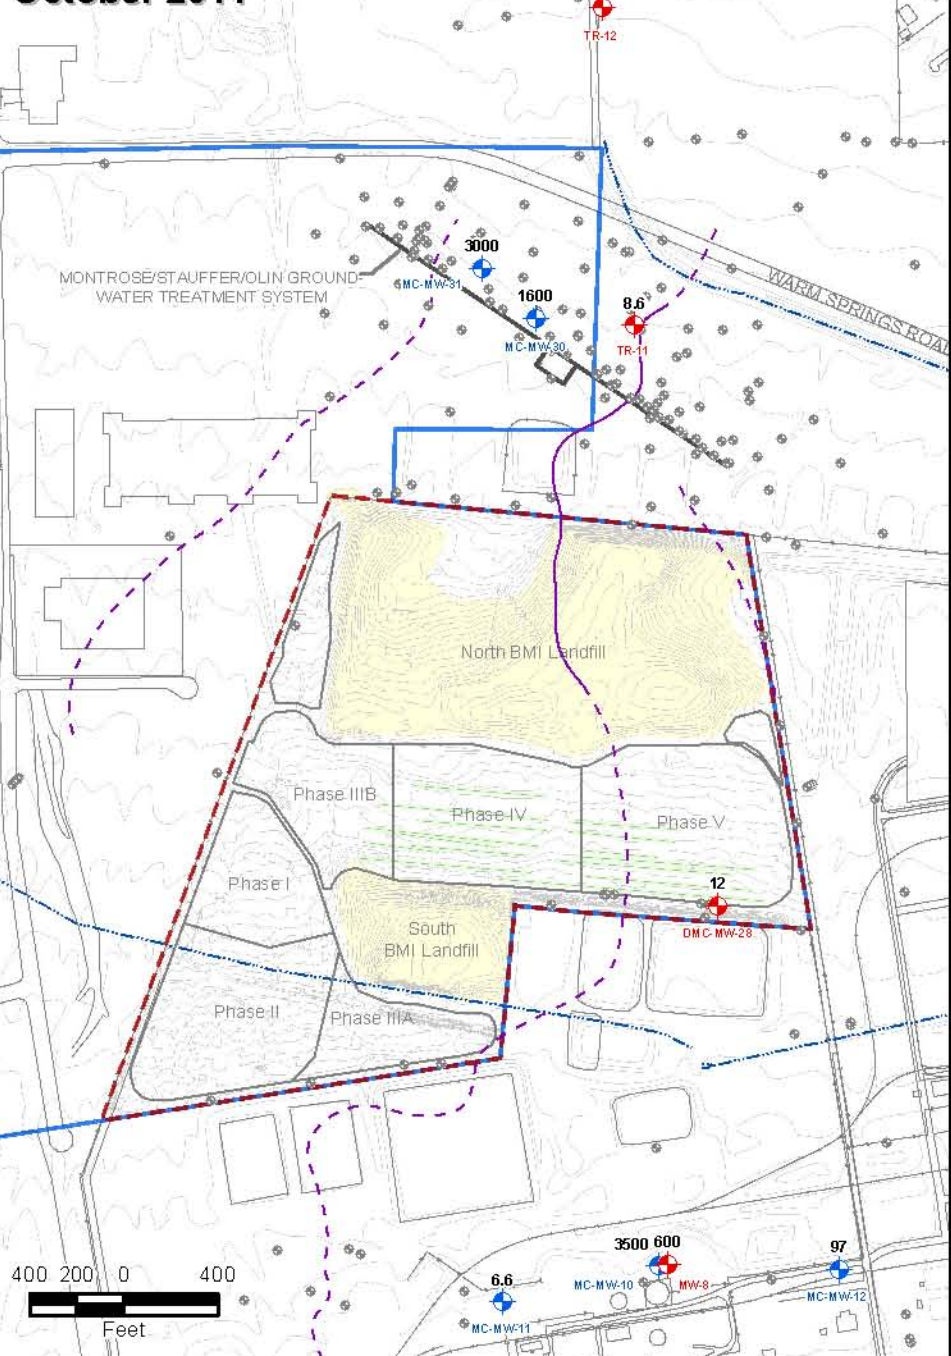 October 2011
TR-12
MONTROSE/STAUFFER/OLIN GROUND-
WATER TREATMENT SYSTEM
3000
MC-MW-31
1600
MC-MW-30
8.6
TR-11
WARM SPRINGS ROAD
North BMI Landfill
Phase IIIB
Phase IV
Phase V
Phase I
12
DMC-MW-28
South
BMI Landfill
Phase II
Phase IIIA
3500 600
MC-MW-10
MW-8
97
MC-MW-12
6.6
MC-MW-11
400 200 0 400
Feet